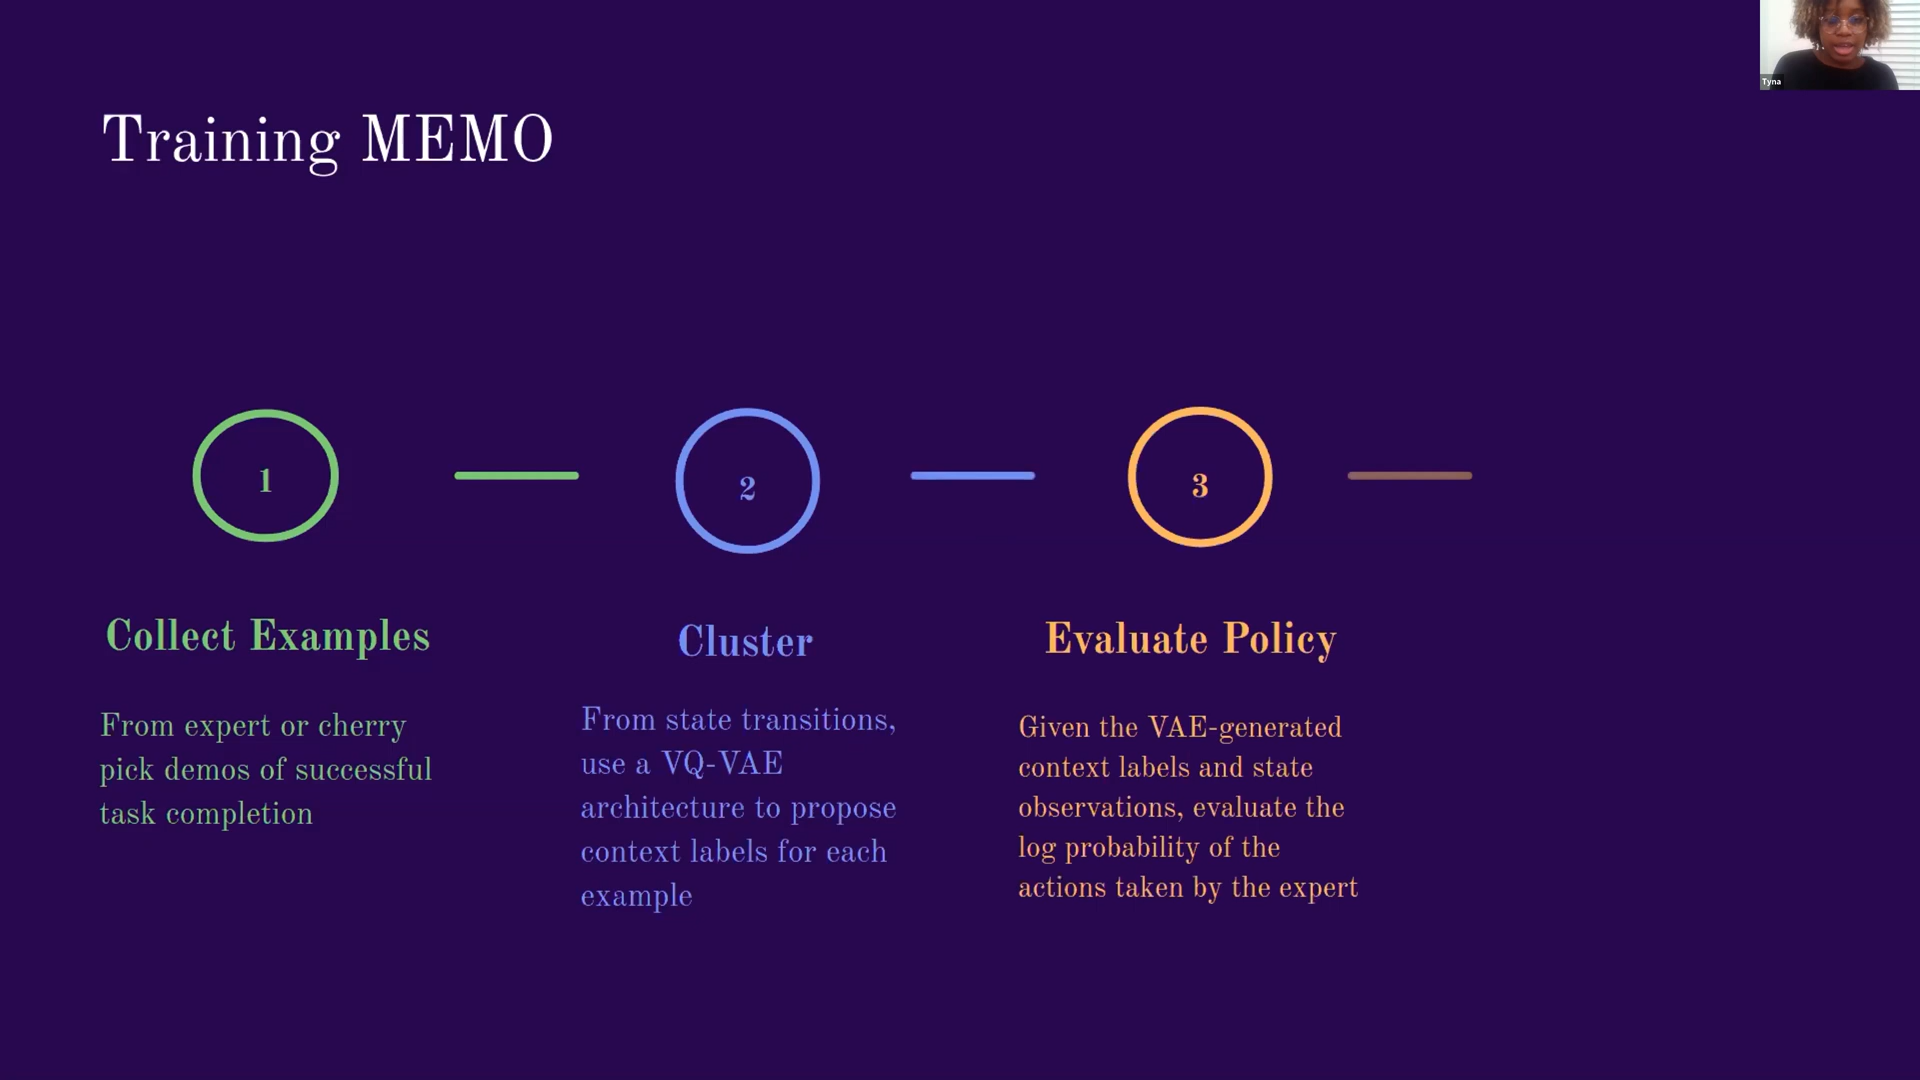 Tyna
Training MEMO
1
2
3
Collect Examples
From expert or cherry
pick demos of successful
task completion
Cluster
From state transitions,
use a VQ-VAE
architecture to propose
context labels for each
example
Evaluate Policy
Given the VAE-generated
context labels and state
observations, evaluate the
log probability of the
actions taken by the expert